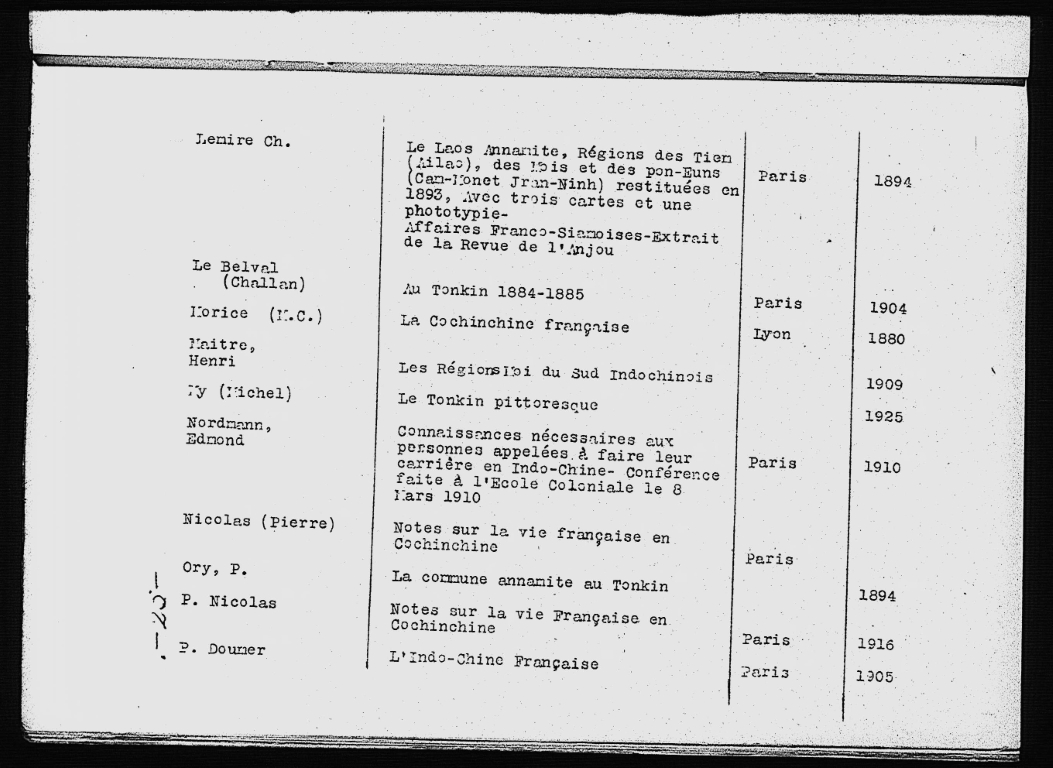 Lemire Ch.
Le Laos Annamite, Régions des Tien
(Ailao), des Mois et des pon-Euns
(Cam-Monet Jran-Ninh) restituées en
1893, Avec trois cartes et une
phototypie-
Affaires Franco-Siamoises-Extrait
de la Revue de l'Anjou
Paris
1894
Le Belval
(Challan)
Au Tonkin 1884-1885
Paris
1904
Morice (M.C.)
La Cochinchine française
Lyon
1880
Maitre,
Henri
Les Régions Moi du Sud Indochinois
1909
My (Michel)
Le Tonkin pittoresque
1925
Nordmann,
Edmond
Connaissances nécessaires aux
personnes appelées à faire leur
carrière en Indo-Chine- Conférence
faite à l'Ecole Coloniale le 8
Mars 1910
Paris
1910
Nicolas (Pierre)
Notes sur la vie française en
Cochinchine
Paris
Ory, P.
La commune annamite au Tonkin
1894
P. Nicolas
Notes sur la vie Française en
Cochinchine
Paris
1916
P. Doumer
L'Indo-Chine Française
Paris
1905